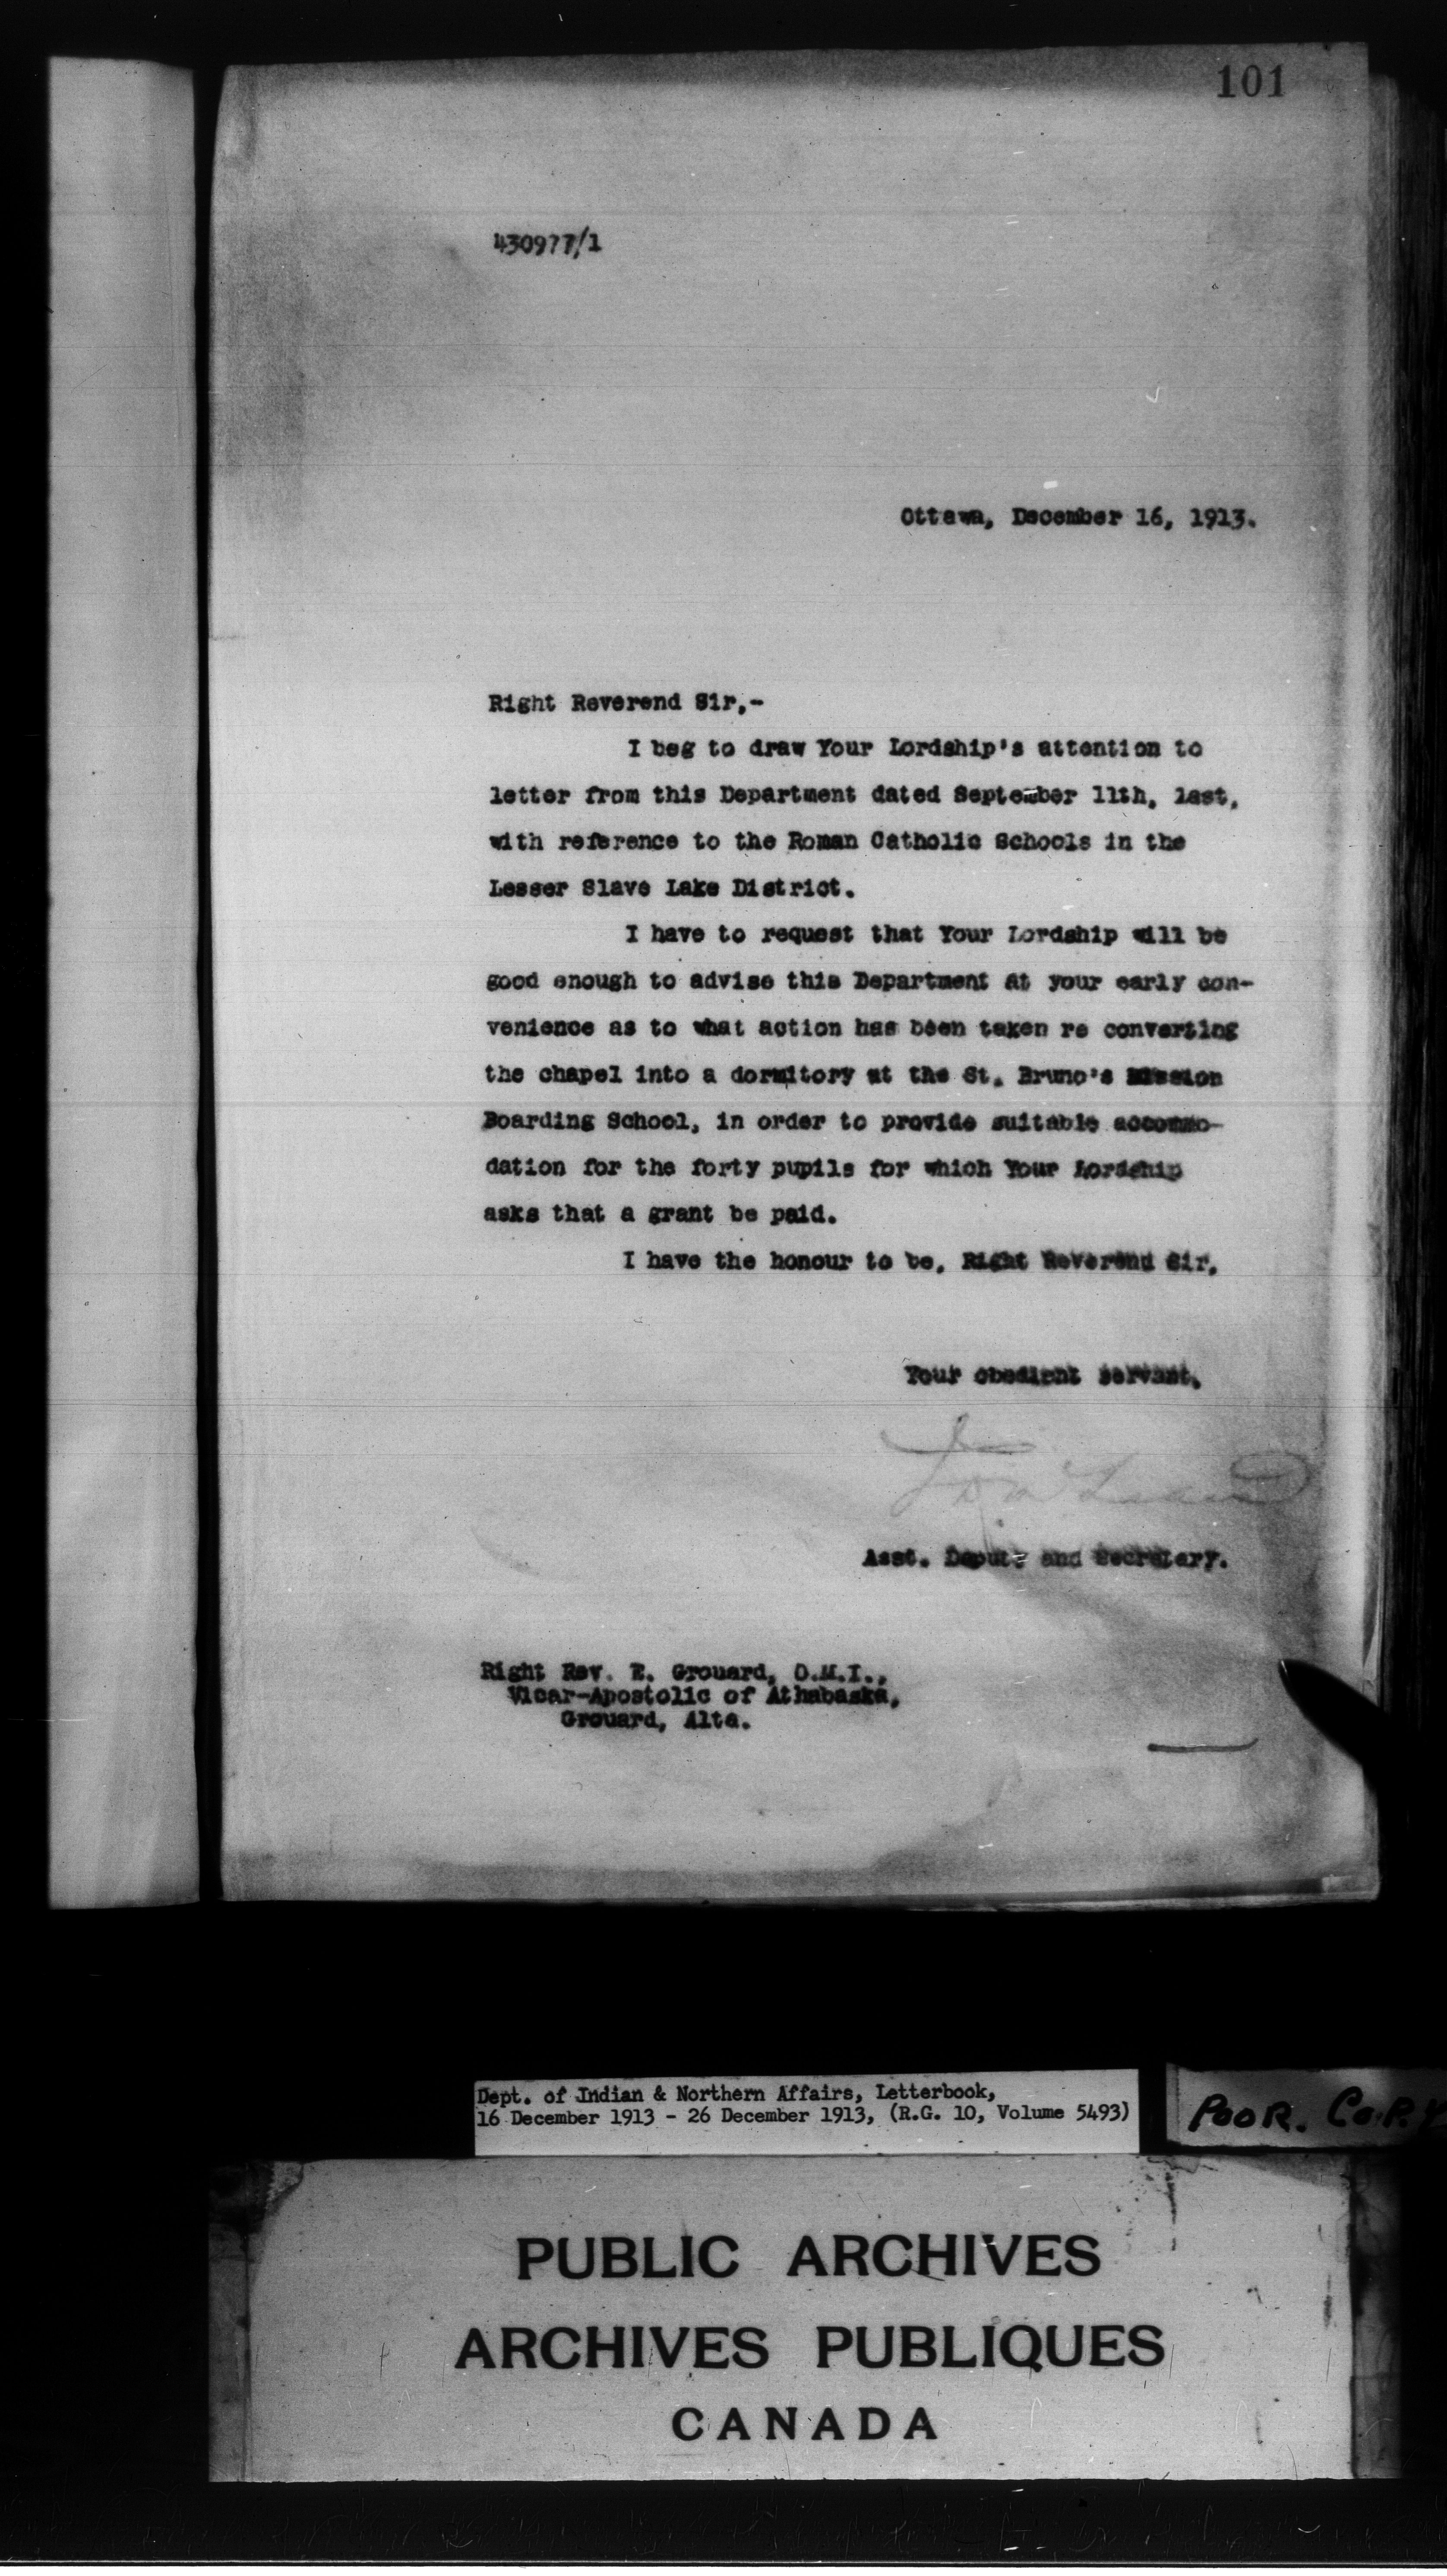 101
430977/1
Ottawa, December 16, 1913.
Right Reverend Sir,-
I beg to draw Your Lordship's attention to
letter from this Department dated September 11th, last,
with reference to the Roman Catholic Schools in the
Lesser Slave Lake District.
I have to request that Your Lordship will be
good enough to advise this Department at your early con-
venience as to what action has been taken re converting
the chapel into a dormitory at the St. Bruno's Mission
Boarding School, in order to provide suitable accommo-
dation for the forty pupils for which Your Lordship
asks that a grant be paid.
I have the honour to be, Right Reverend Sir,
Your obedient servant,
Asst. Deputy and Secretary.
Right Rev. E. Grouard, O.M.I.,
Vicar-Apostolic of Athabaska,
Grouard, Alta.
Dept. of Indian & Northern Affairs, Letterbook,
16 December 1913 - 26 December 1913, (R.G. 10, Volume 5493)
POOR. COPY
PUBLIC ARCHIVES
ARCHIVES PUBLIQUES
CANADA